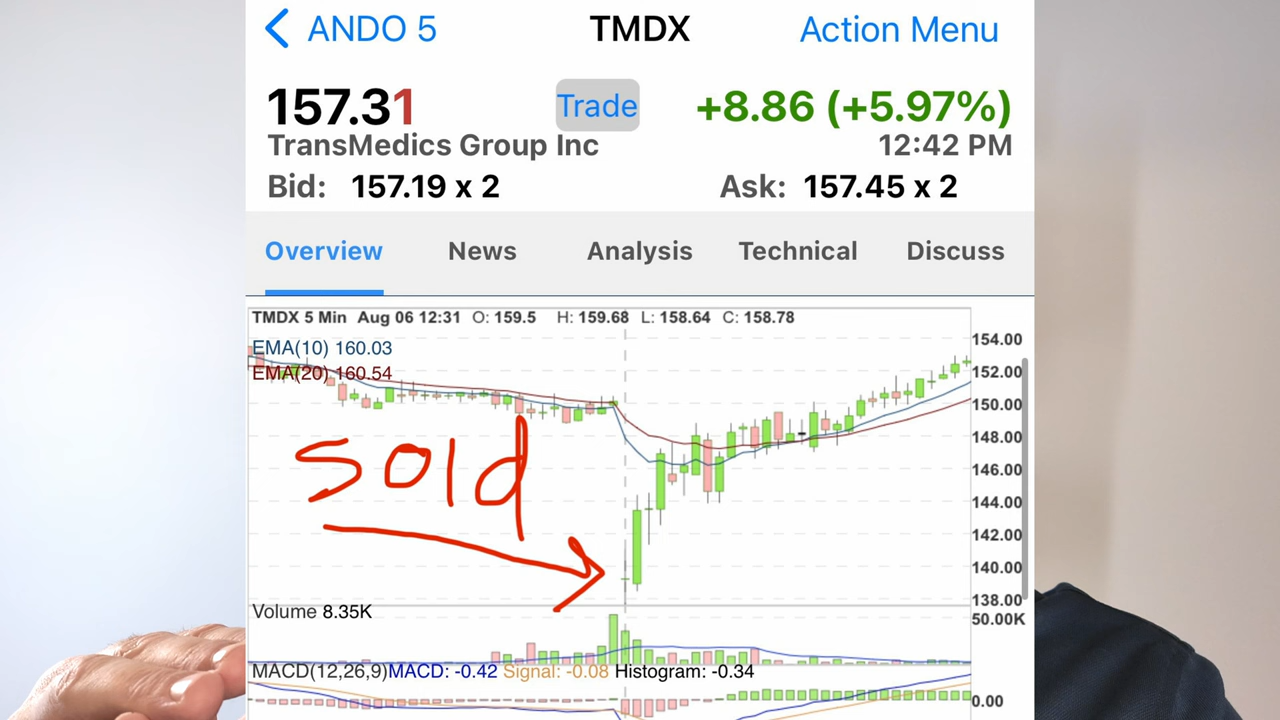 ANDO 5 TMDX Action Menu
157.31 Trade +8.86 (+5.97%)
TransMedics Group Inc 12:42 PM
Bid: 157.19 x 2 Ask: 157.45 x 2
Overview News Analysis Technical Discuss
TMDX 5 Min Aug 06 12:31 O: 159.5 H: 159.68 L: 158.64 C: 158.78
EMA(10) 160.03
EMA(20) 160.54
154.00
152.00
150.00
148.00
146.00
144.00
142.00
140.00
138.00
sold
Volume 8.35K
50.00K
MACD(12,26,9)MACD: -0.42 Signal: -0.08 Histogram: -0.34
0.00